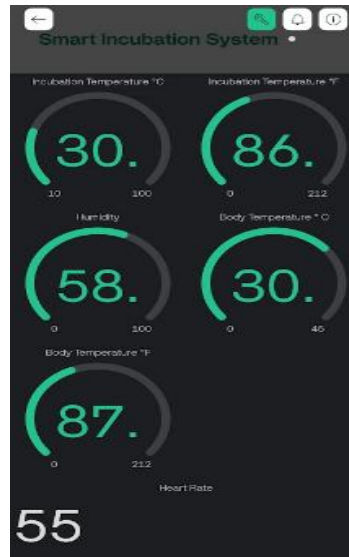 Smart Incubation System
Incubation Temperature °C
Incubation Temperature °F
30.
86.
10 100
0 212
Humidity
Body Temperature ° C
58.
30.
0 100
0 46
Body Temperature °F
87.
0 212
Heart Rate
55